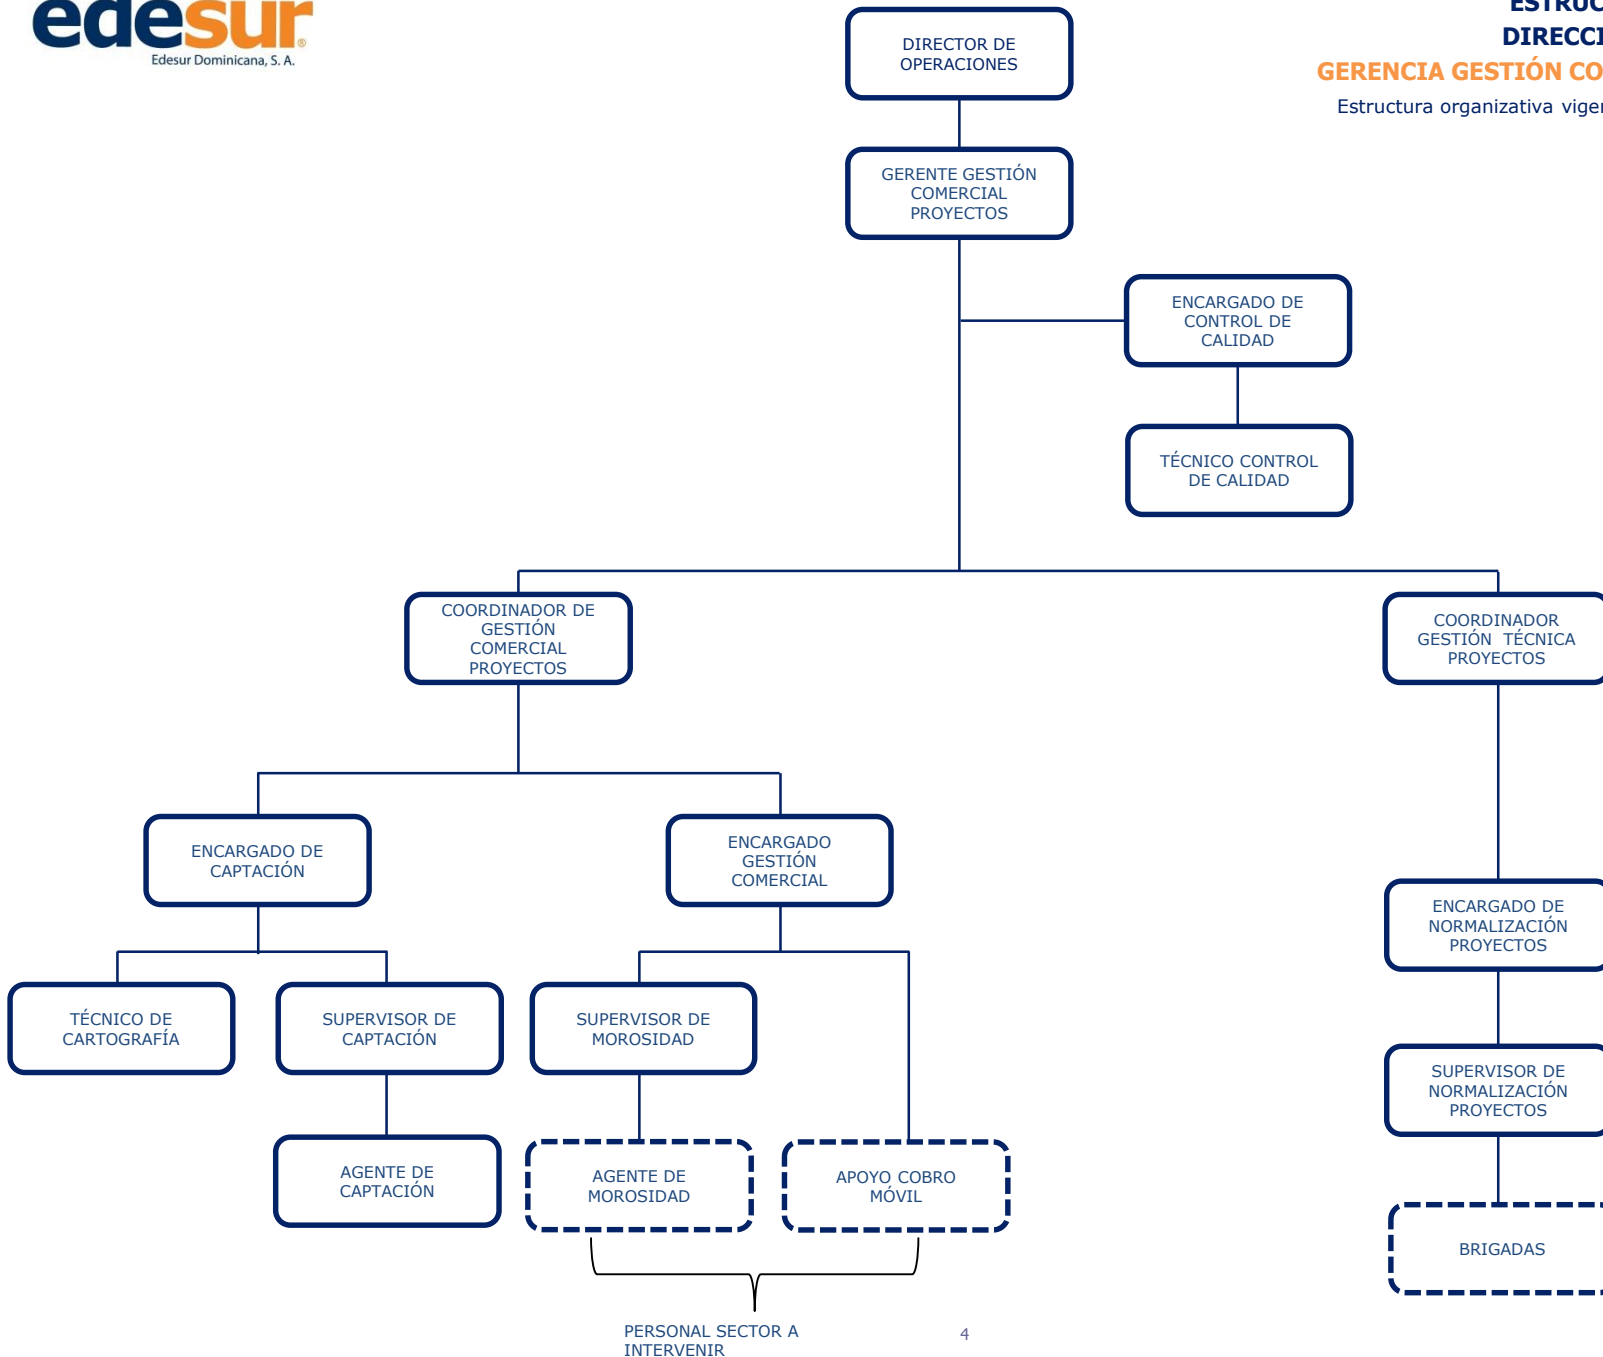 edesur
Edesur Dominicana, S. A.
DIRECCI
GERENCIA GESTIÓN CO
Estructura organizativa viger
DIRECTOR DE
OPERACIONES
GERENTE GESTIÓN
COMERCIAL
PROYECTOS
ENCARGADO DE
CONTROL DE
CALIDAD
TÉCNICO CONTROL
DE CALIDAD
COORDINADOR DE
GESTIÓN
COMERCIAL
PROYECTOS
COORDINADOR
GESTIÓN TÉCNICA
PROYECTOS
ENCARGADO DE
CAPTACIÓN
ENCARGADO
GESTIÓN
COMERCIAL
ENCARGADO DE
NORMALIZACIÓN
PROYECTOS
TÉCNICO DE
CARTOGRAFÍA
SUPERVISOR DE
CAPTACIÓN
SUPERVISOR DE
MOROSIDAD
SUPERVISOR DE
NORMALIZACIÓN
PROYECTOS
AGENTE DE
CAPTACIÓN
AGENTE DE
MOROSIDAD
APOYO COBRO
MÓVIL
BRIGADAS
PERSONAL SECTOR A
INTERVENIR
4